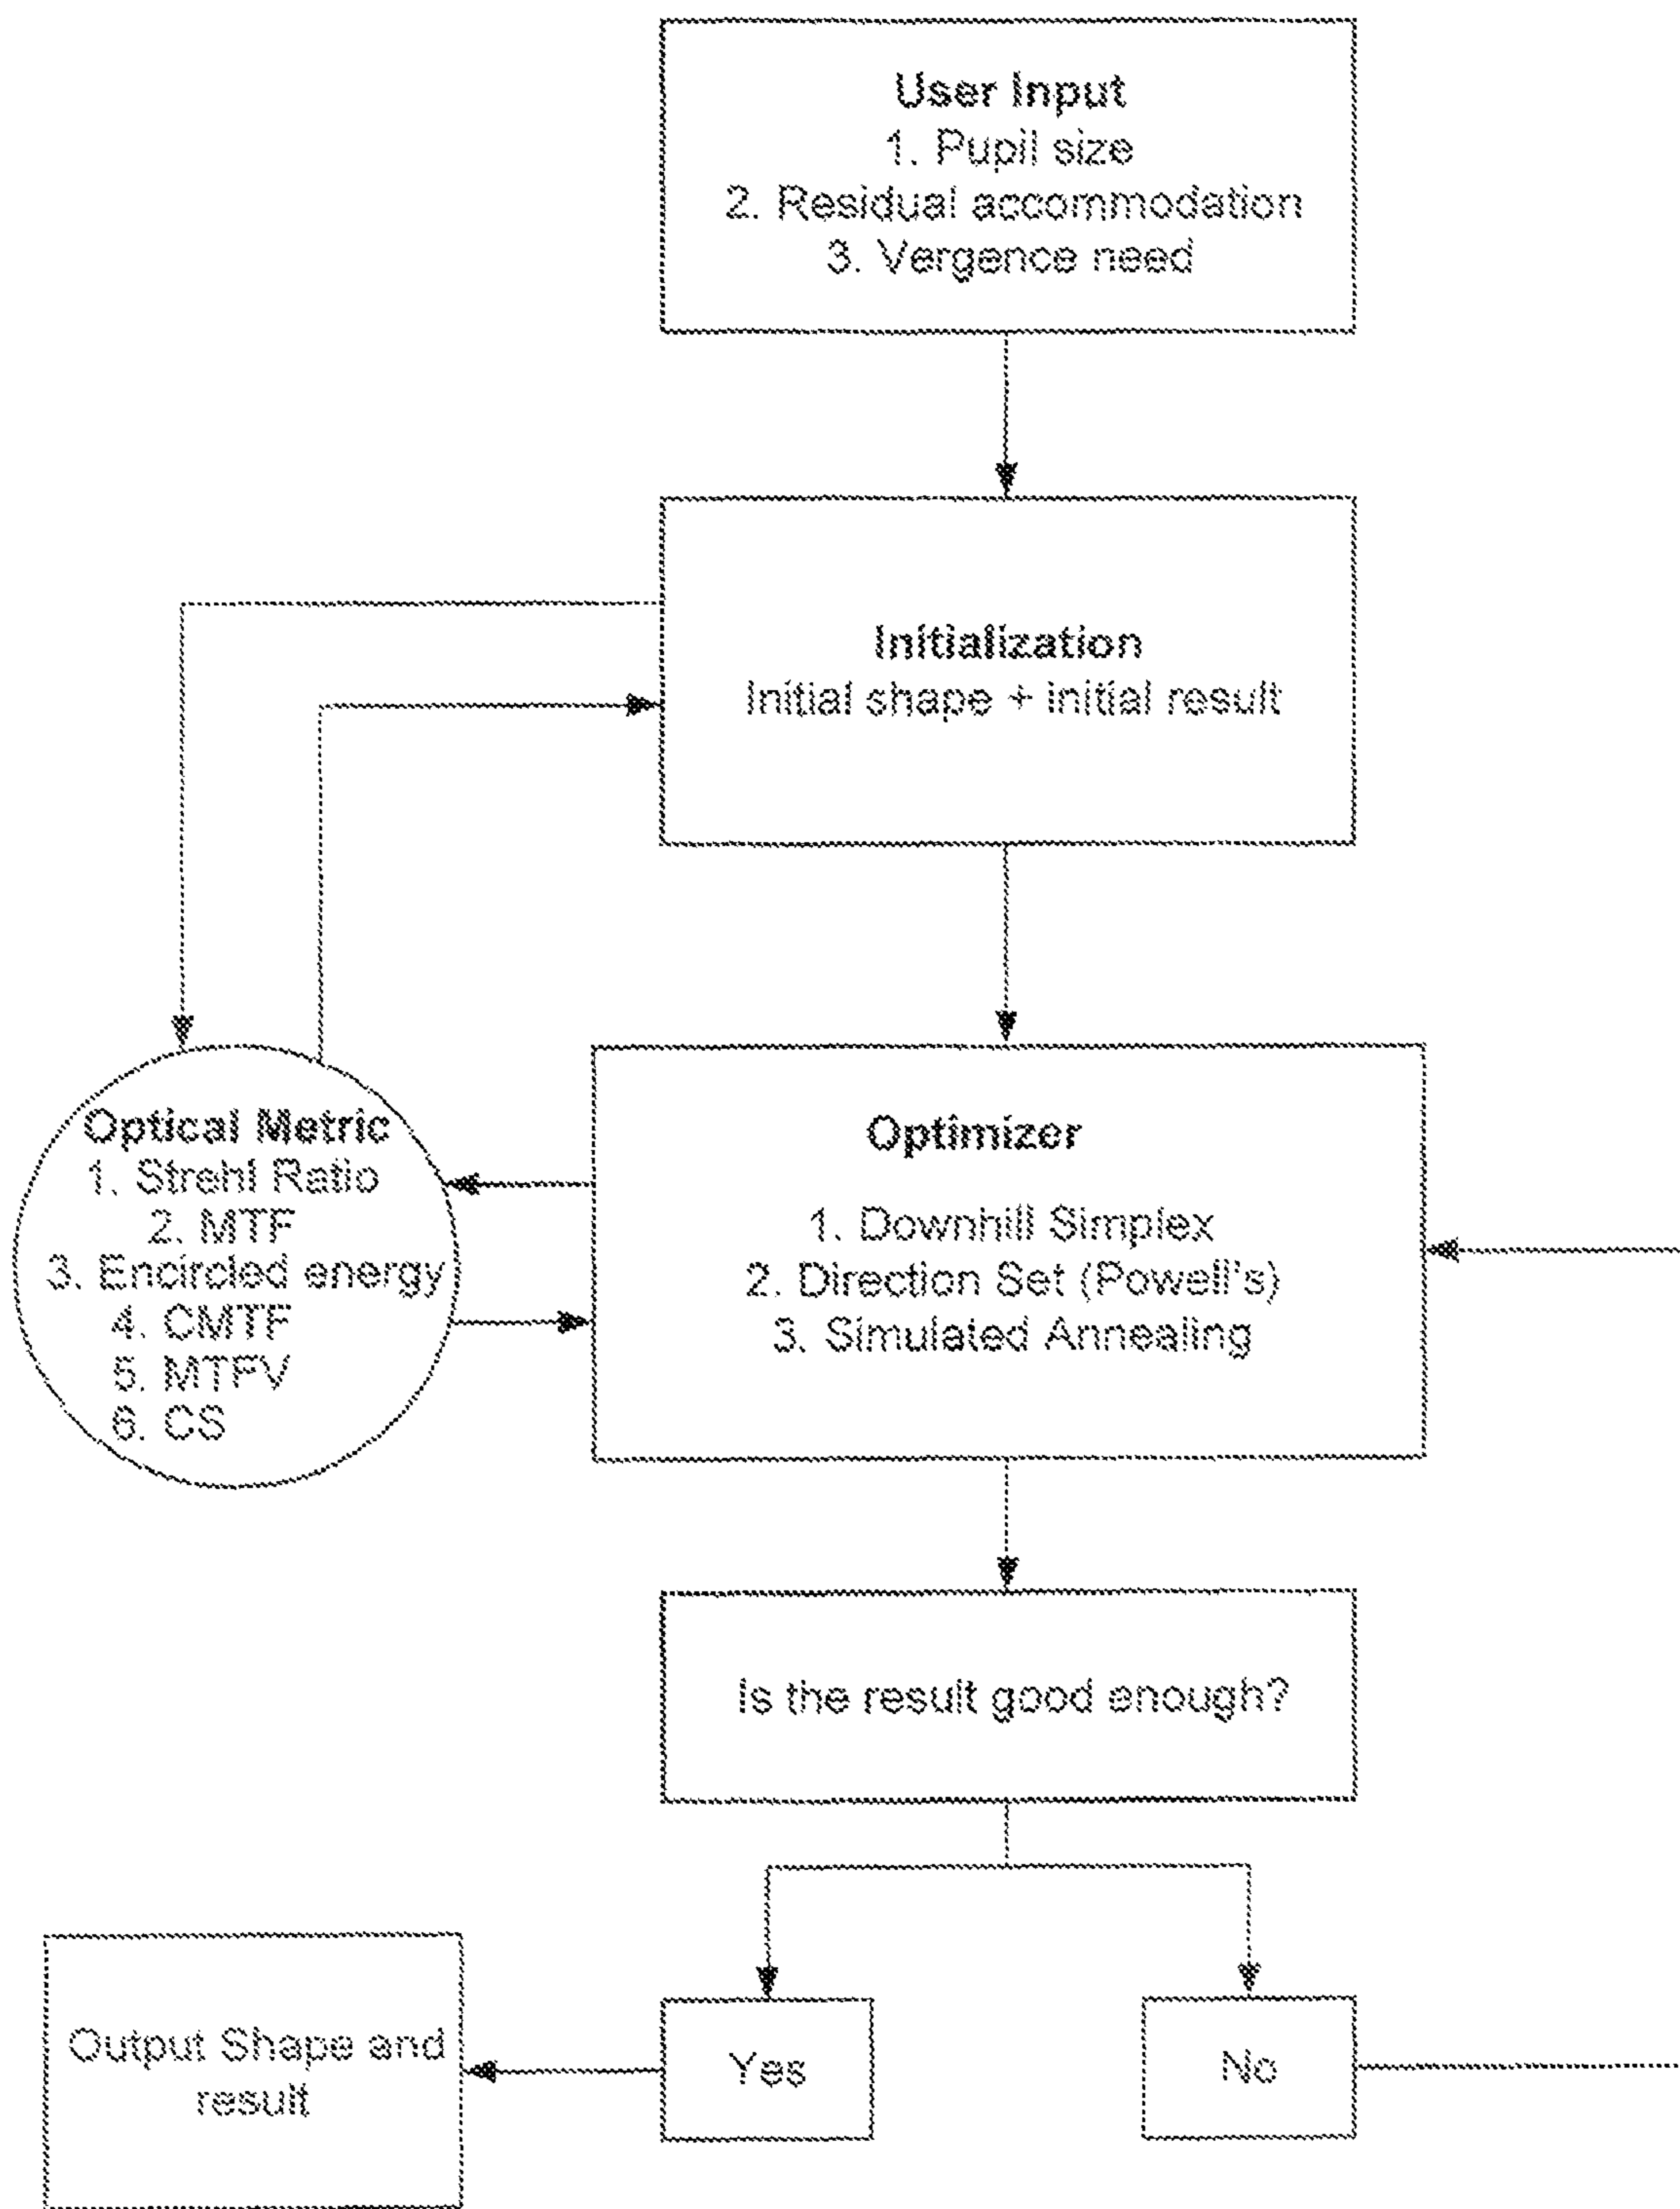 User Input
1. Pupil size
2. Residual accommodation
3. Vergence need
Initialization
Initial shape + initial result
Optical Metric
1. Strehl Ratio
2. MTF
3. Encircled energy
4. CMTF
5. MTFV
6. CS
Optimizer
1. Downhill Simplex
2. Direction Set (Powell's)
3. Simulated Annealing
Is the result good enough?
Yes
No
Output Shape and
result